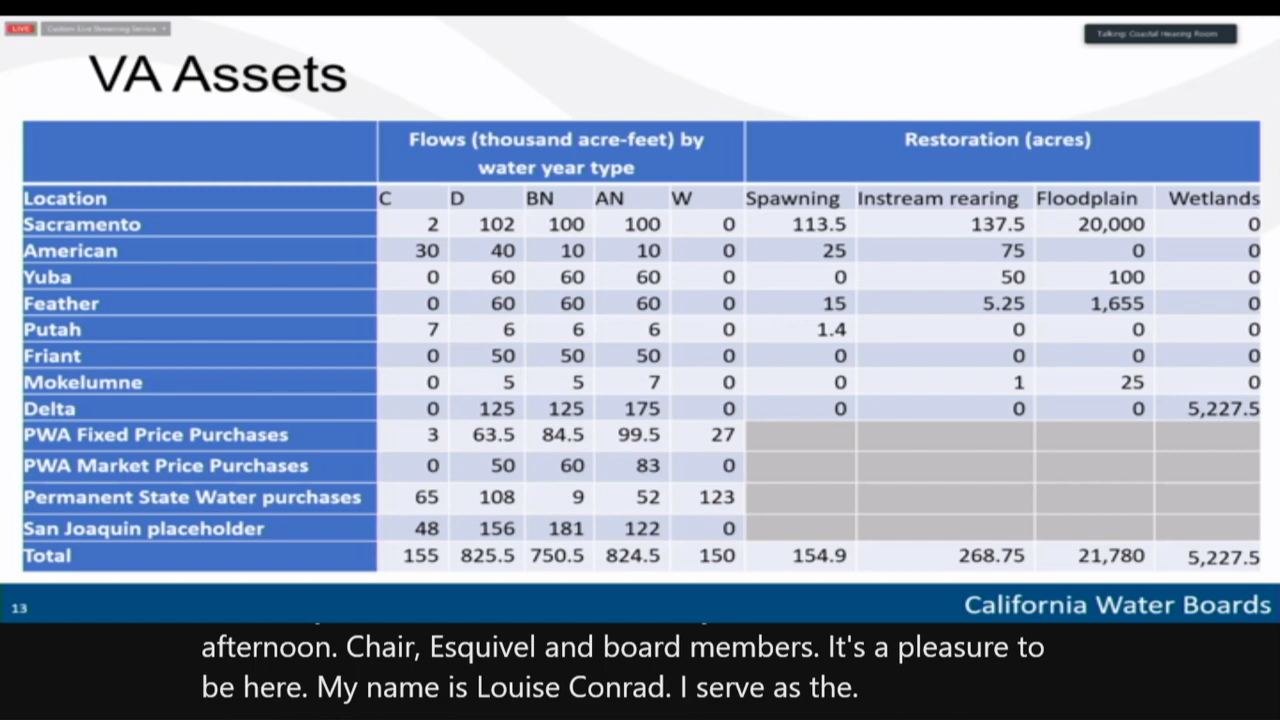 LIVE Custom Live Streaming Service
Talking: Coastal Hearing Room
VA Assets
Flows (thousand acre-feet) by water year type Restoration (acres)
Location C D BN AN W Spawning Instream rearing Floodplain Wetlands
Sacramento 2 102 100 100 0 113.5 137.5 20,000 0
American 30 40 10 10 0 25 75 0 0
Yuba 0 60 60 60 0 0 50 100 0
Feather 0 60 60 60 0 15 5.25 1,655 0
Putah 7 6 6 6 0 1.4 0 0 0
Friant 0 50 50 50 0 0 0 0 0
Mokelumne 0 5 5 7 0 0 1 25 0
Delta 0 125 125 175 0 0 0 0 5,227.5
PWA Fixed Price Purchases 3 63.5 84.5 99.5 27
PWA Market Price Purchases 0 50 60 83 0
Permanent State Water purchases 65 108 9 52 123
San Joaquin placeholder 48 156 181 122 0
Total 155 825.5 750.5 824.5 150 154.9 268.75 21,780 5,227.5
13 California Water Boards
afternoon. Chair, Esquivel and board members. It's a pleasure to
be here. My name is Louise Conrad. I serve as the.